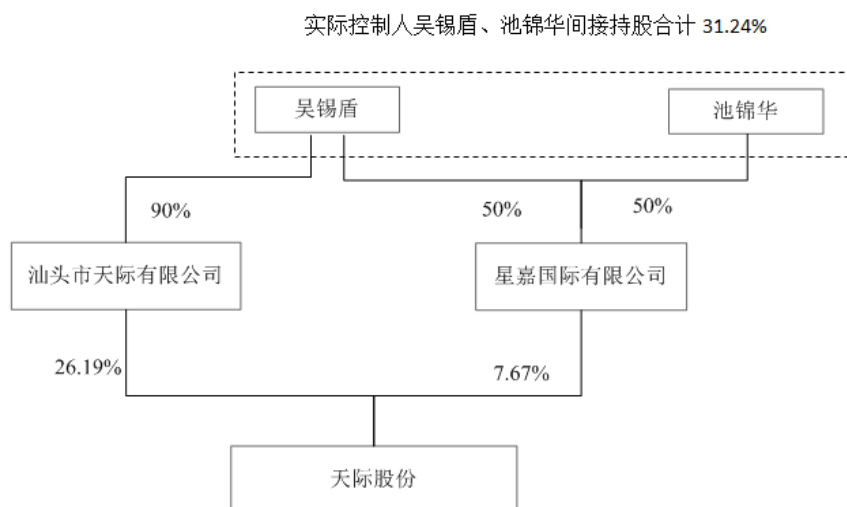 实际控制人吴锡盾、池锦华间接持股合计 31.24%
吴锡盾
池锦华
90%
50%
50%
汕头市天际有限公司
星嘉国际有限公司
26.19%
7.67%
天际股份